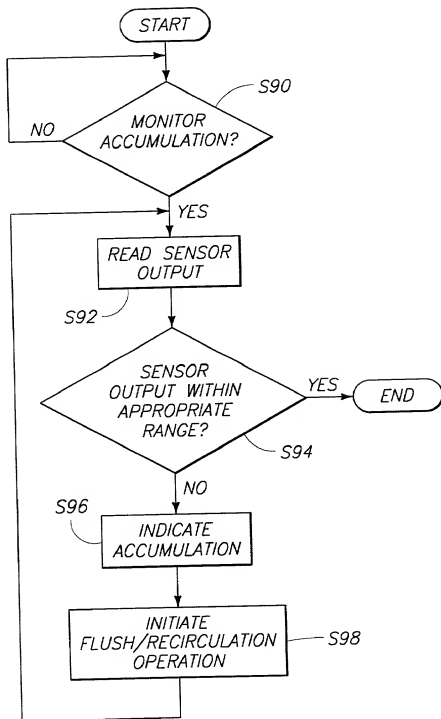 START
S90
NO
MONITOR
ACCUMULATION?
YES
READ SENSOR
OUTPUT
S92
SENSOR
OUTPUT WITHIN
APPROPRIATE
RANGE?
YES
END
S94
NO
S96
INDICATE
ACCUMULATION
INITIATE
FLUSH/RECIRCULATION
OPERATION
S98